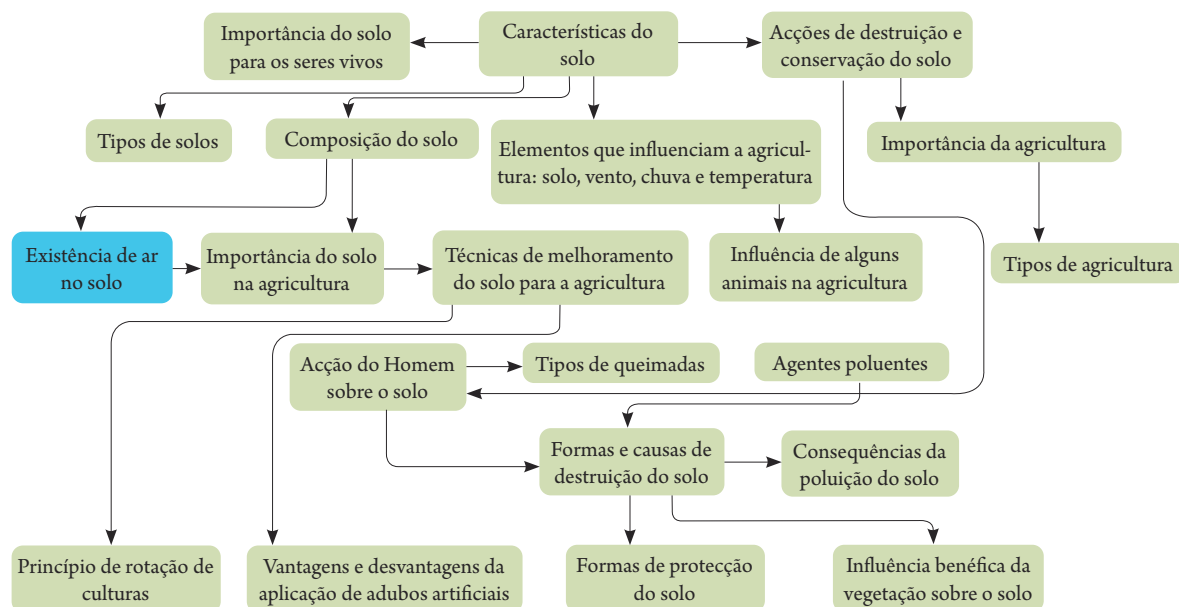 Importância do solo
para os seres vivos
Características do
solo
Acções de destruição e
conservação do solo
Tipos de solos
Composição do solo
Elementos que influenciam a agricul-
tura: solo, vento, chuva e temperatura
Importância da agricultura
Existência de ar
no solo
Importância do solo
na agricultura
Técnicas de melhoramento
do solo para a agricultura
Influência de alguns
animais na agricultura
Tipos de agricultura
Acção do Homem
sobre o solo
Tipos de queimadas
Agentes poluentes
Formas e causas de
destruição do solo
Consequências da
poluição do solo
Princípio de rotação de
culturas
Vantagens e desvantagens da
aplicação de adubos artificiais
Formas de protecção
do solo
Influência benéfica da
vegetação sobre o solo